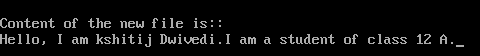 Content of the new file is::
Hello, I am kshitij Dwivedi.I am a student of class 12 A._